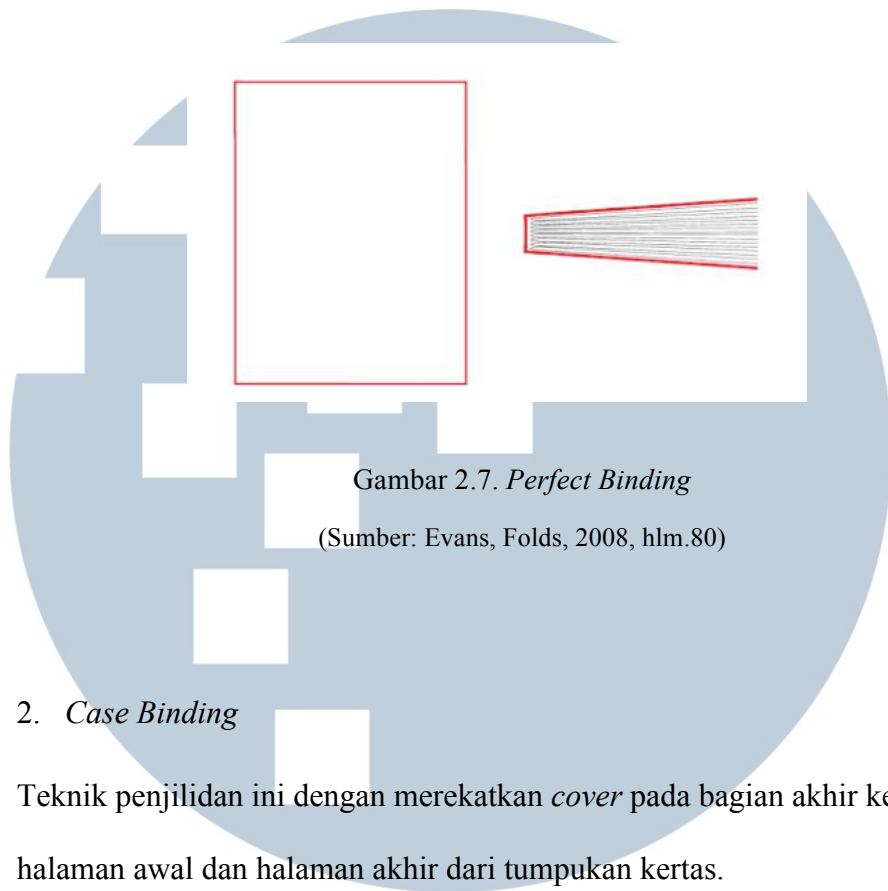 Gambar 2.7. Perfect Binding
(Sumber: Evans, Folds, 2008, hlm.80)
2. Case Binding
Teknik penjilidan ini dengan merekatkan cover pada bagian akhir
halaman awal dan halaman akhir dari tumpukan kertas.